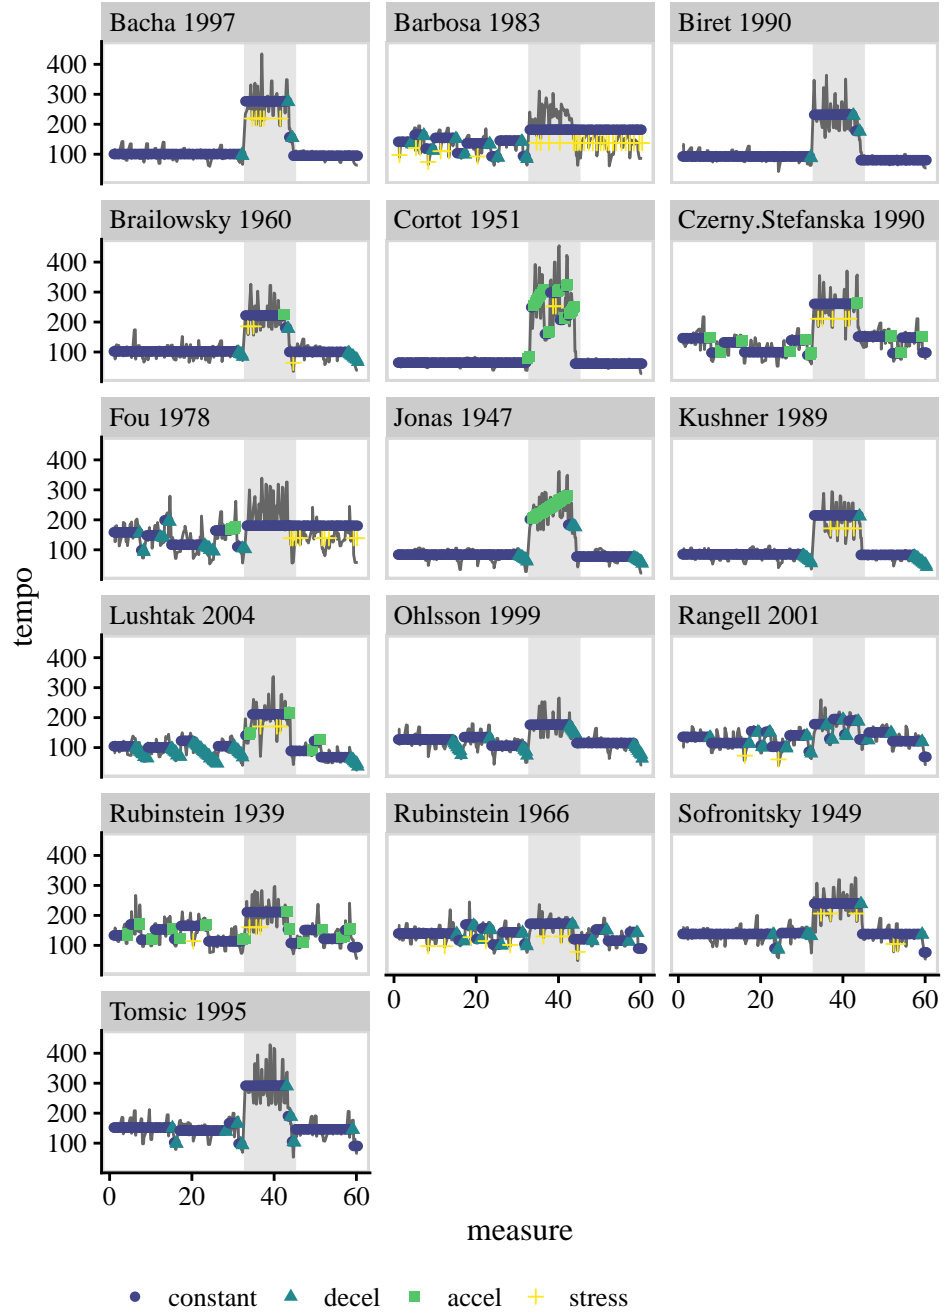 Bacha 1997 Barbosa 1983 Biret 1990
400
300
200
100
Brailowsky 1960 Cortot 1951 Czerny.Stefanska 1990
400
300
200
100
Fou 1978 Jonas 1947 Kushner 1989
400
300
200
100
tempo
Lushtak 2004 Ohlsson 1999 Rangell 2001
400
300
200
100
Rubinstein 1939 Rubinstein 1966 Sofronitsky 1949
400
300
200
100
0 20 40 60 0 20 40 60
Tomsic 1995
400
300
200
100
0 20 40 60
measure
constant decel accel stress